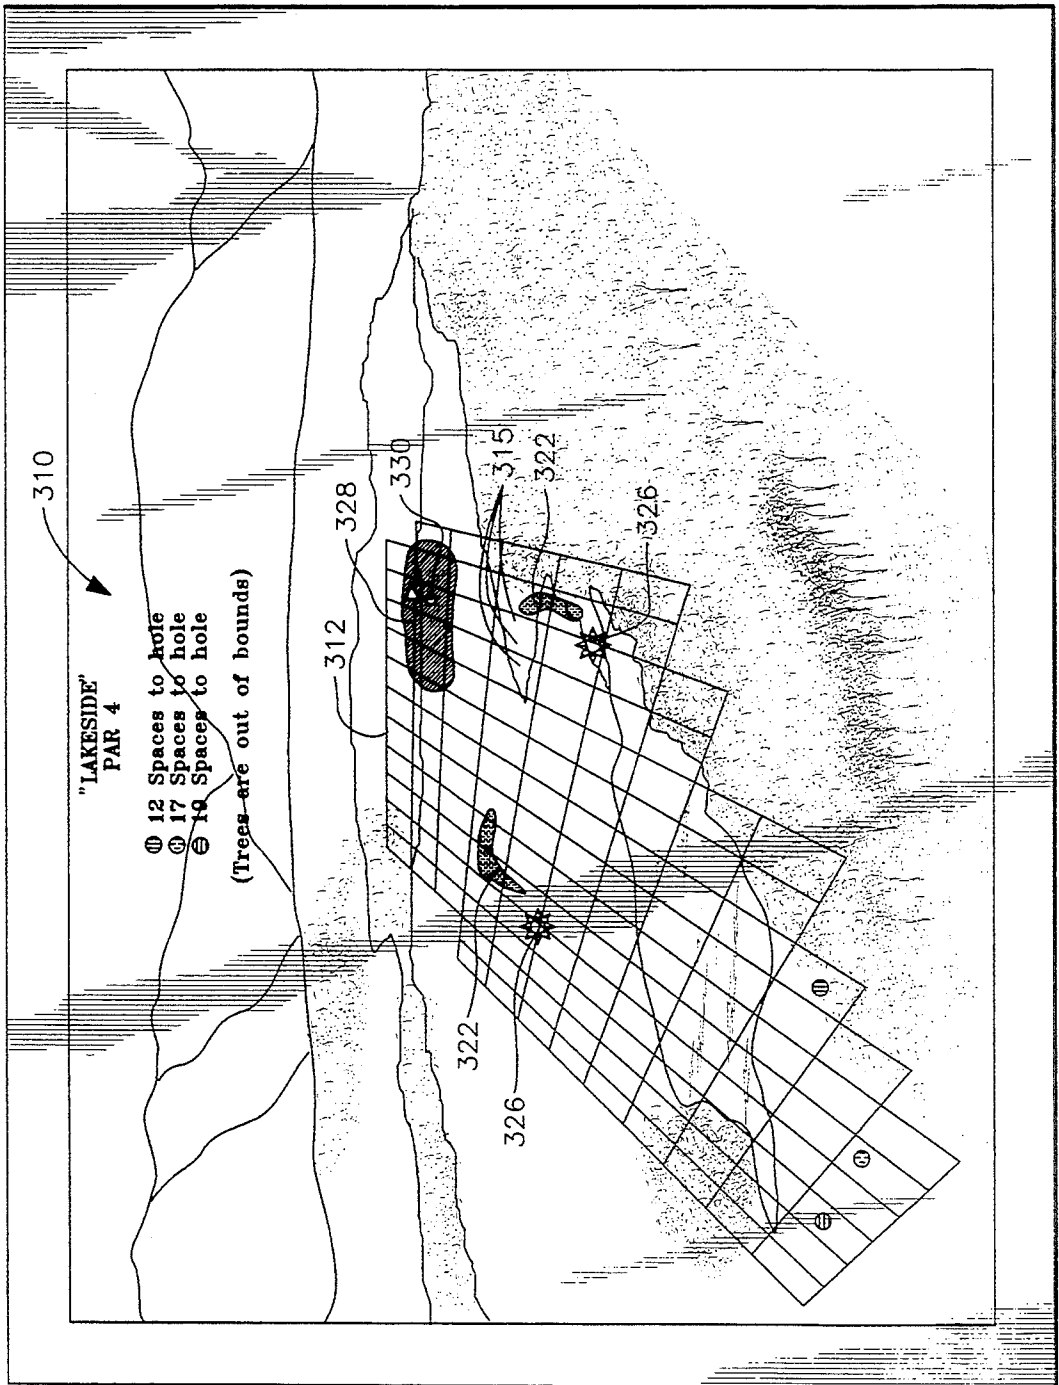 310
"LAKESIDE"
PAR 4
12 Spaces to hole
17 Spaces to hole
19 Spaces to hole
(Trees are out of bounds)
312
328
330
315
322
326
322
326